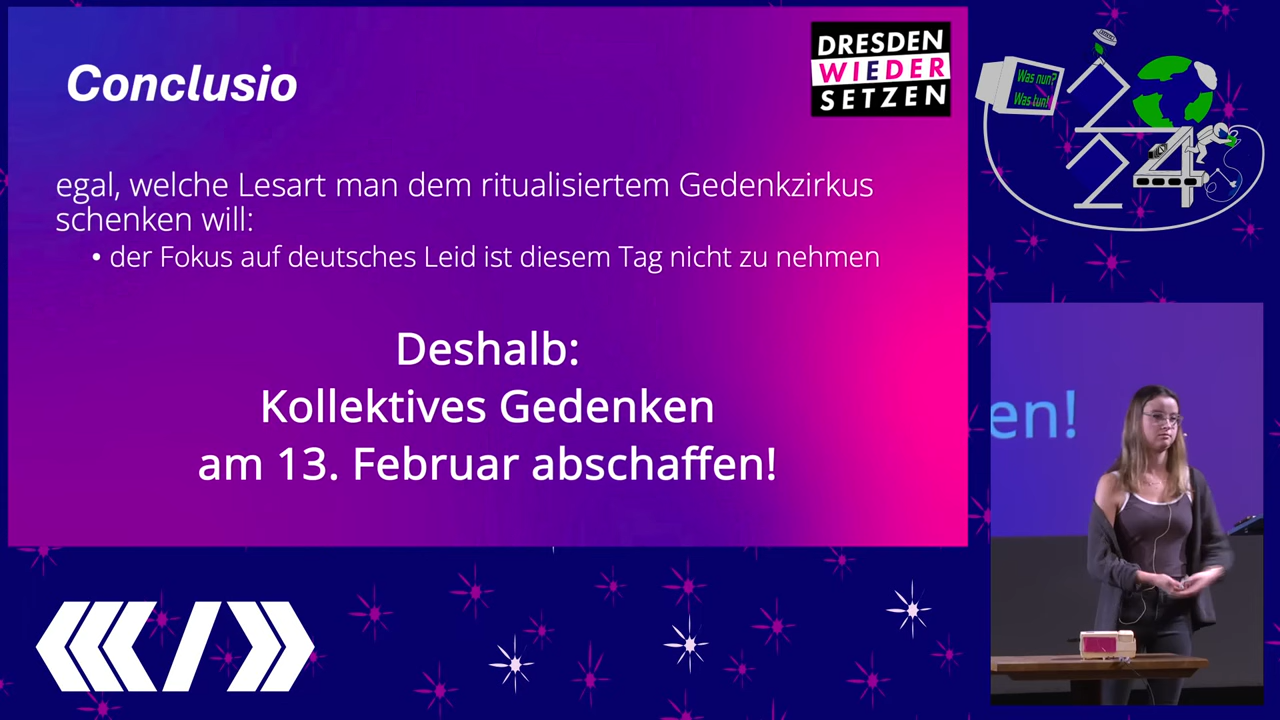 Conclusio
DRESDEN
WIEDER
SETZEN
egal, welche Lesart man dem ritualisiertem Gedenkzirkus
schenken will:
• der Fokus auf deutsches Leid ist diesem Tag nicht zu nehmen
Deshalb:
Kollektives Gedenken
am 13. Februar abschaffen!
Was nun?
Was tun!
2024
en!